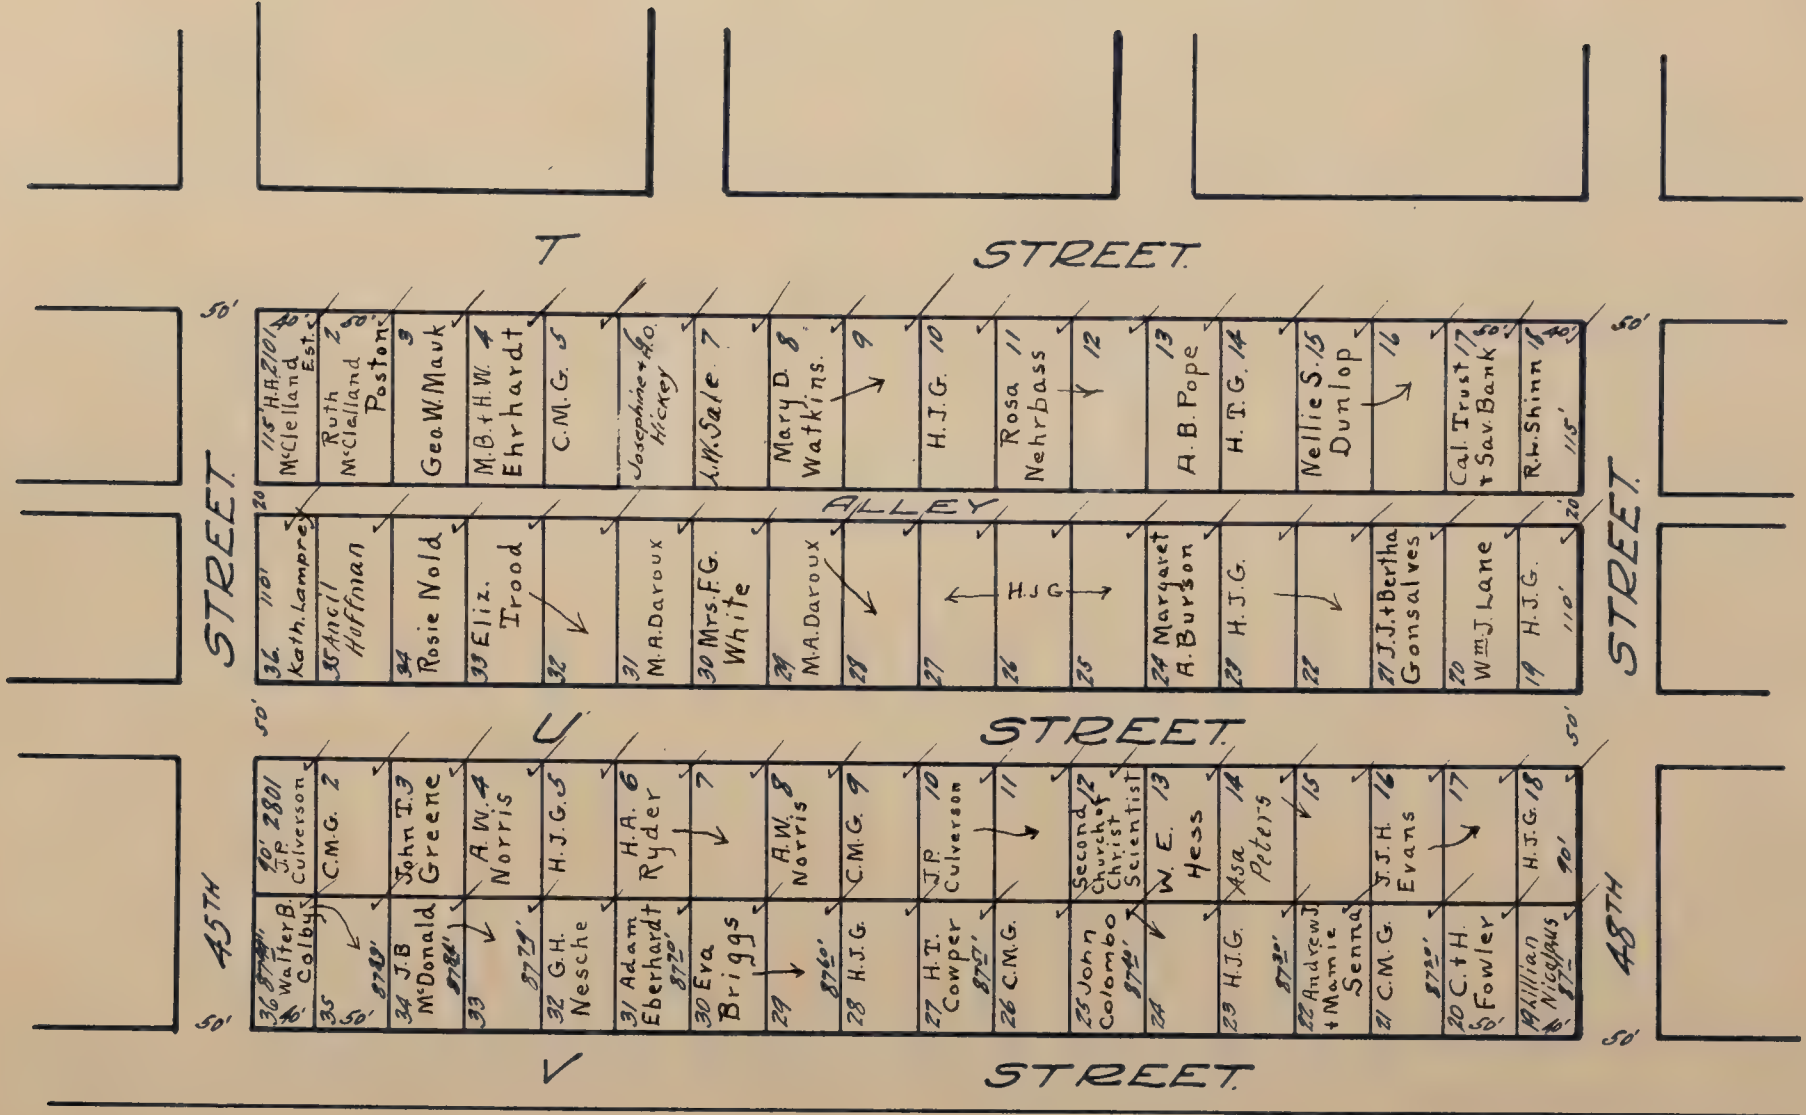 T STREET.
50'
50'
115' H.A. 2101 40'
McClelland
Est.
Ruth 2 50'
McClelland
Poston
3
Geo. W. Mauk
M.B. + H.W. 4
Ehrhardt
C.M.G. 5
Josephine + H.O. 6
Hickey
L.W. Sale. 7
Mary D. 8
Watkins.
9
H.J.G. 10
Rosa 11
Nehrbass
12
A.B. Pope 13
H.T.G. 14
Nellie S. 15
Dunlop
16
Cal. Trust 17 50'
+ Sav. Bank
R.L. Shinn 18 40'
115'
20 ALLEY 20'
36. 110'
Kath. Lamprey
35 Ancil
Hoffman
34
Rosie Nold
33 Eliz.
Trood
32
31
M.A. Daroux
30 Mrs. F.G.
White
29
M.A. Daroux
28
27
26 H.J.G.
25
24 Margaret
A. Burson
23 H.J.G.
22
21 J.J. + Bertha
Gonsalves
20
Wm. J. Lane
19 H.J.G.
110'
STREET.
STREET.
50'
50'
U STREET.
90' 2801
J.P.
Culverson
C.M.G. 2
John T. 3
Greene
A.W. 4
Norris
H.J.G. 5
H.A. 6
Ryder
7
A.W. 8
Norris
C.M.G. 9
J.P. 10
Culverson
11
Second 12
Church of
Christ
Scientist
W.E. 13
Hess
Asa 14
Peters
15
J.J.H. 16
Evans
17
H.J.G. 18
90'
36
Walter B.
Colby
35
50'
34 J.B
McDonald
33
32 G.H.
Nesche
31 Adam
Eberhardt
30 Eva
Briggs
29
28 H.J.G.
27 H.T.
Cowper
26 C.M.G.
25 John
Colombo
24
23 H.J.G.
22 Andrew J.
+ Mamie
Senna
21 C.M.G.
20 C. + H.
50' Fowler
19 Lillian
40'
45TH
48TH
50'
50'
V STREET.